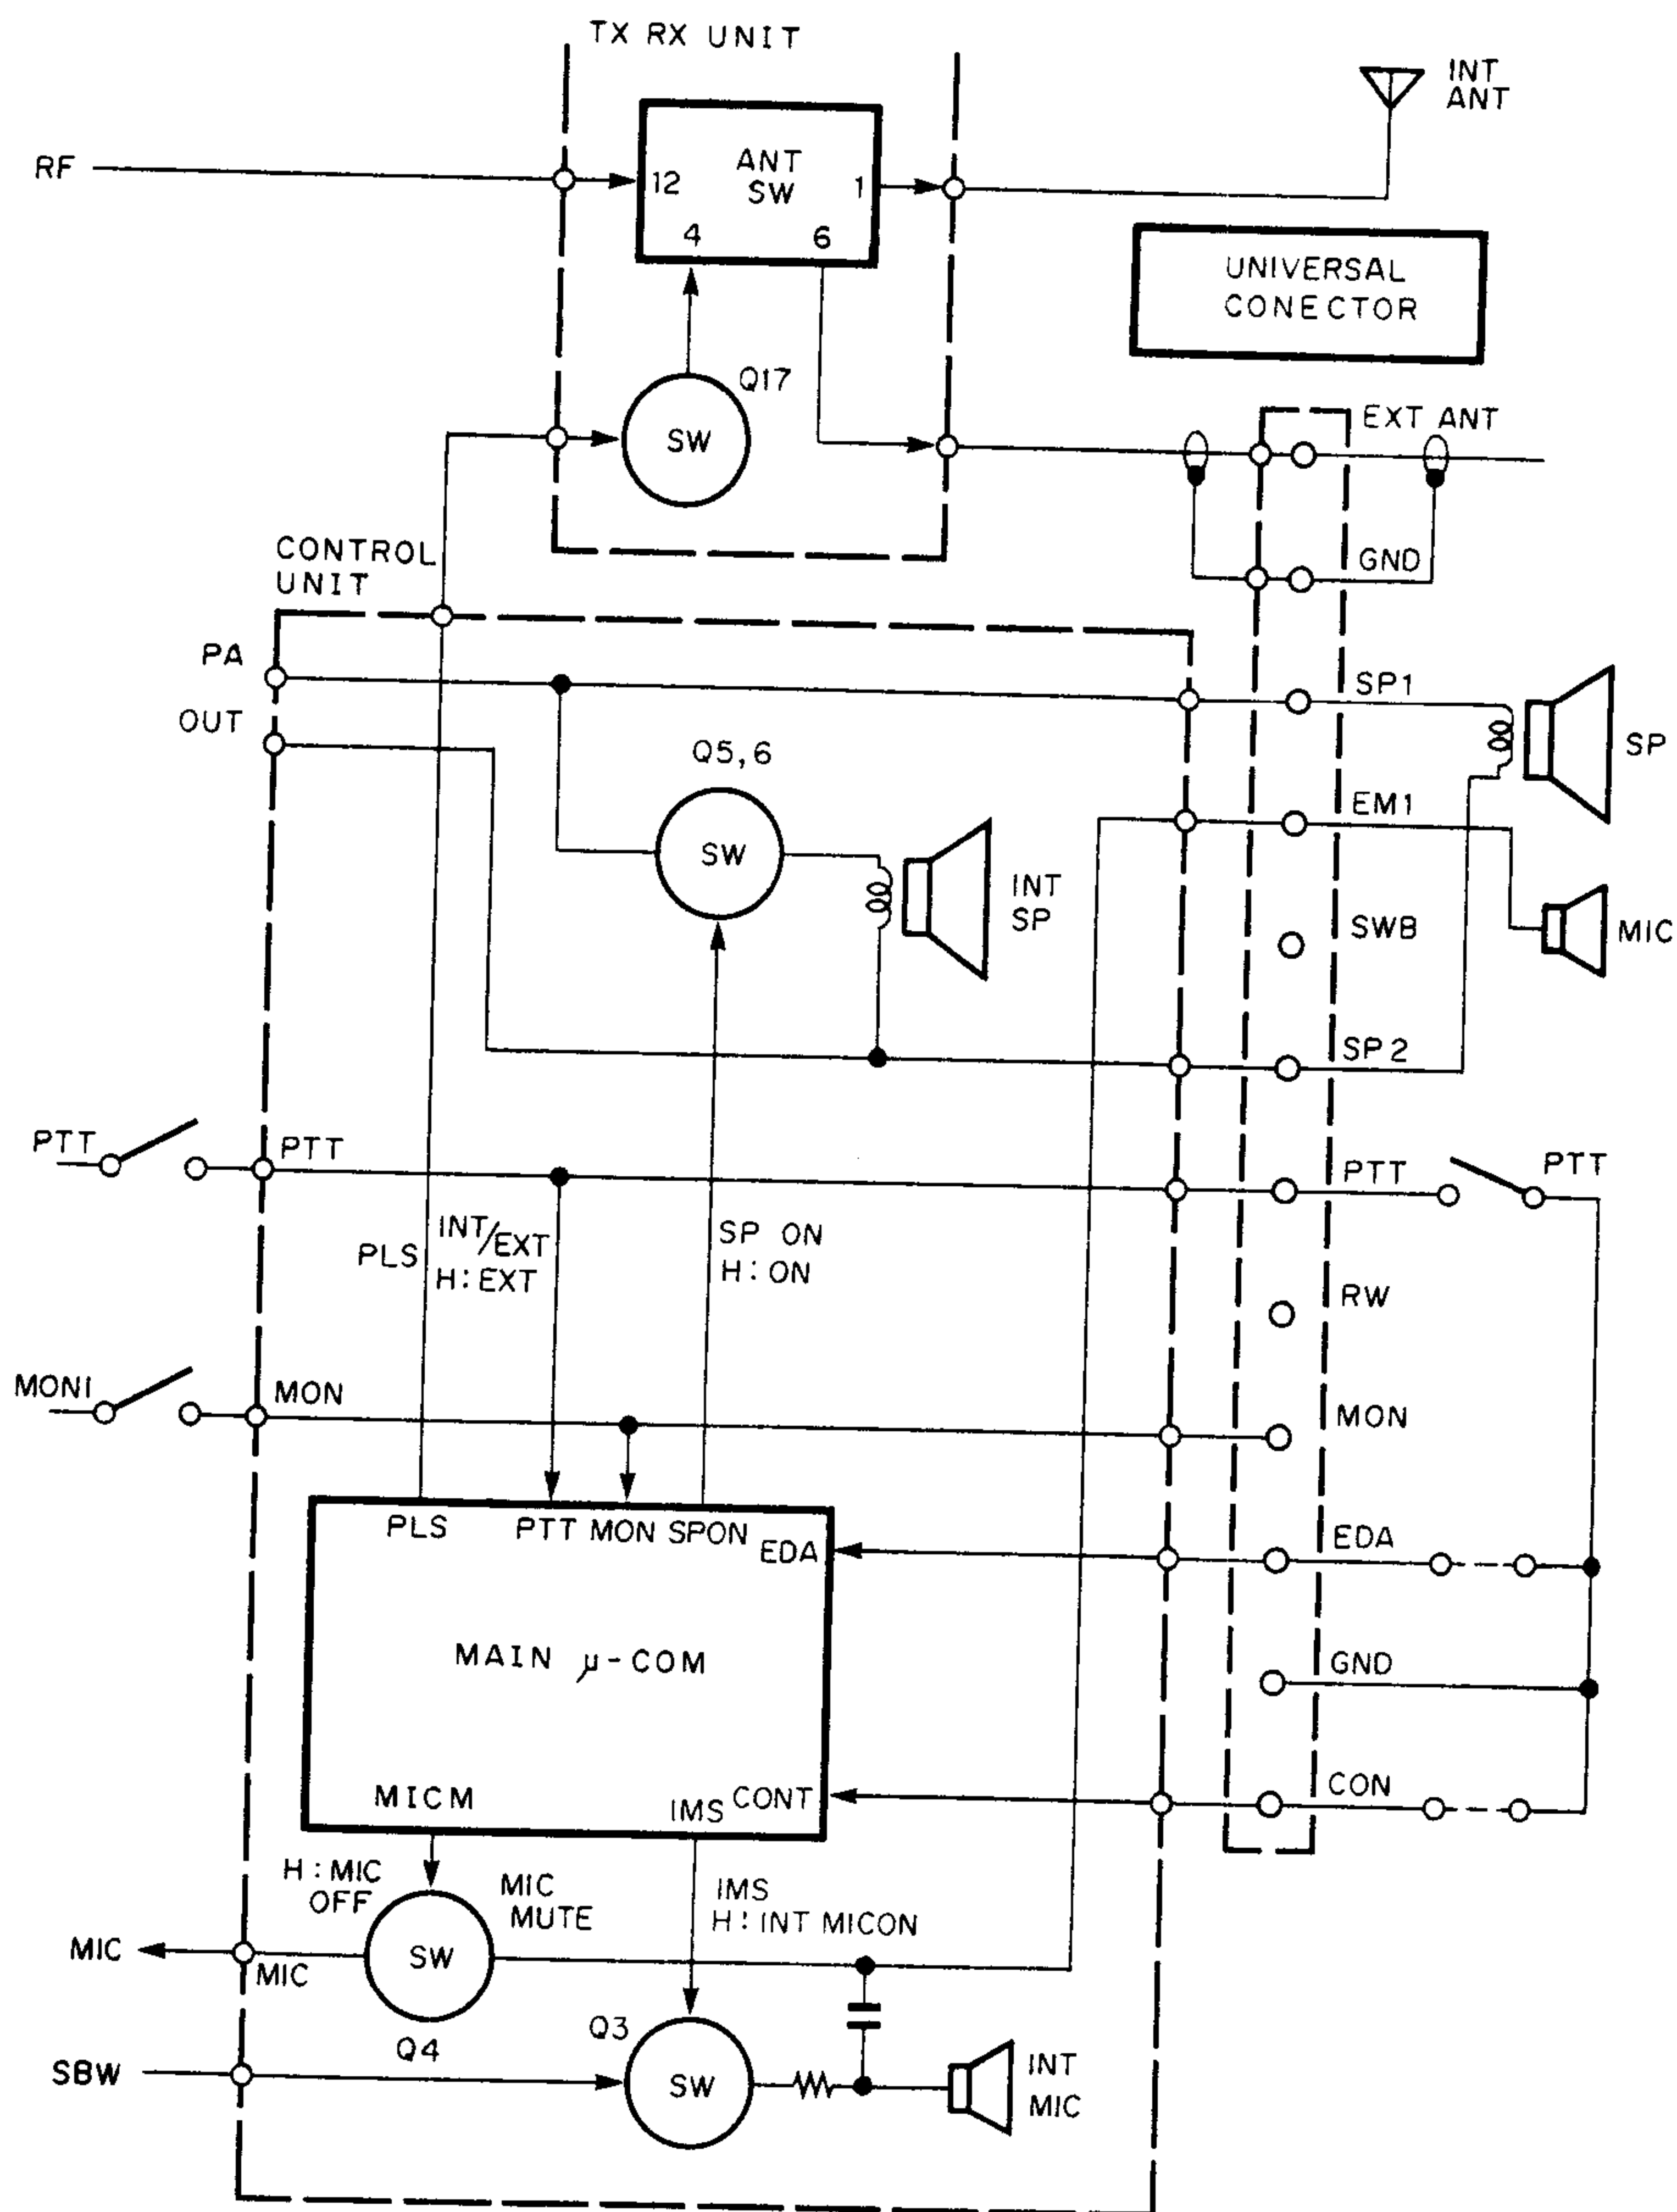 TX RX UNIT
INT
ANT
RF
ANT
SW
12
1
4
6
UNIVERSAL
CONECTOR
Q17
SW
EXT ANT
GND
CONTROL
UNIT
PA
OUT
SP1
SP
Q5,6
SW
INT
SP
EM1
MIC
SWB
SP2
PTT
PTT
PTT
PTT
PLS
INT/EXT
H:EXT
SP ON
H:ON
RW
MONI
MON
MON
PLS
PTT
MON
SPON
EDA
EDA
MAIN μ-COM
GND
MICM
IMS
CONT
CON
H:MIC
OFF
MIC
MUTE
IMS
H:INT MICON
MIC
MIC
SW
Q4
Q3
SW
SBW
INT
MIC